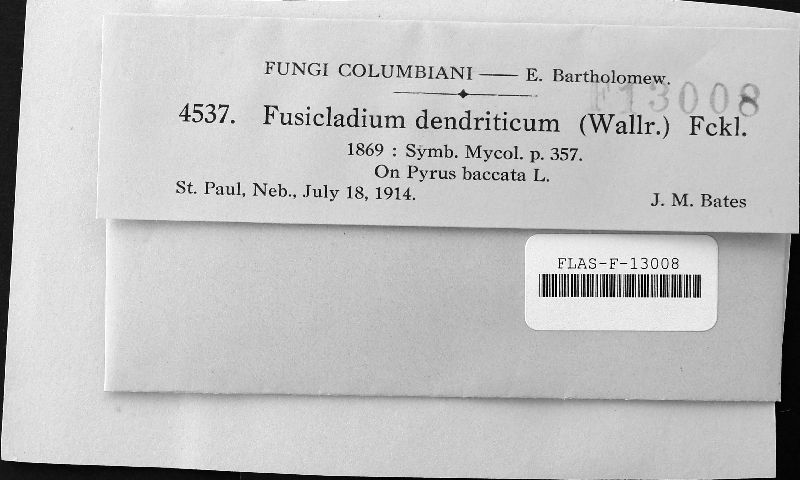 FUNGI COLUMBIANI — E. Bartholomew.
F13008
4537. Fusicladium dendriticum (Wallr.) Fckl.
1869 : Symb. Mycol. p. 357.
On Pyrus baccata L.
St. Paul, Neb., July 18, 1914.
J. M. Bates
FLAS-F-13008